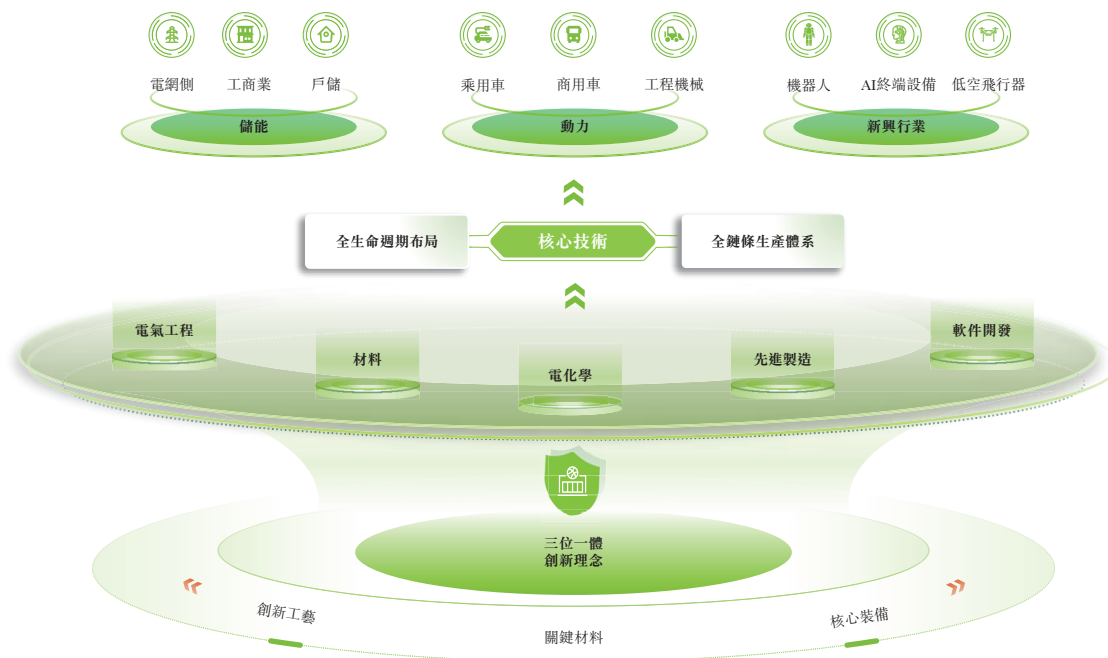 電網側
工商業
戶儲
乘用車
商用車
工程機械
機器人
AI終端設備
低空飛行器
儲能
動力
新興行業
全生命週期布局
核心技術
全鏈條生產體系
電氣工程
材料
電化學
先進製造
軟件開發
三位一體
創新理念
創新工藝
關鍵材料
核心裝備